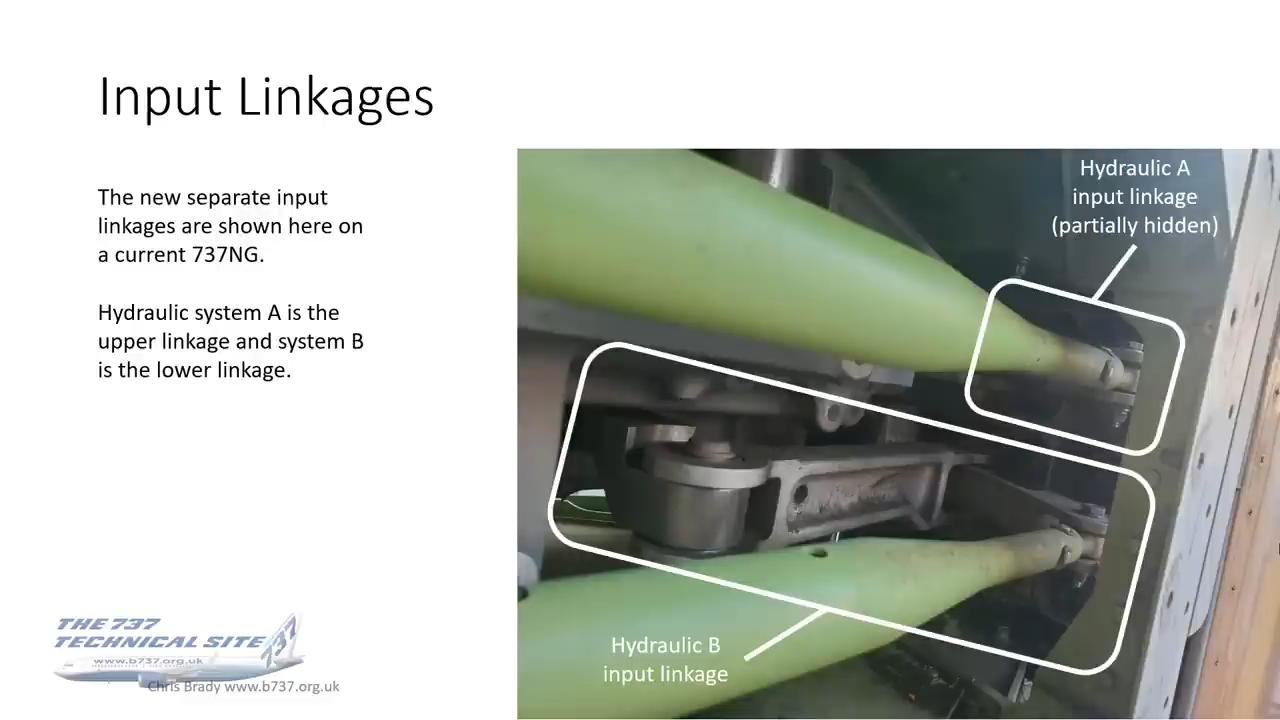 Input Linkages
The new separate input
linkages are shown here on
a current 737NG.
Hydraulic system A is the
upper linkage and system B
is the lower linkage.
Hydraulic A
input linkage
(partially hidden)
Hydraulic B
input linkage
THE 737
TECHNICAL SITE
737
www.b737.org.uk
Chris Brady www.b737.org.uk